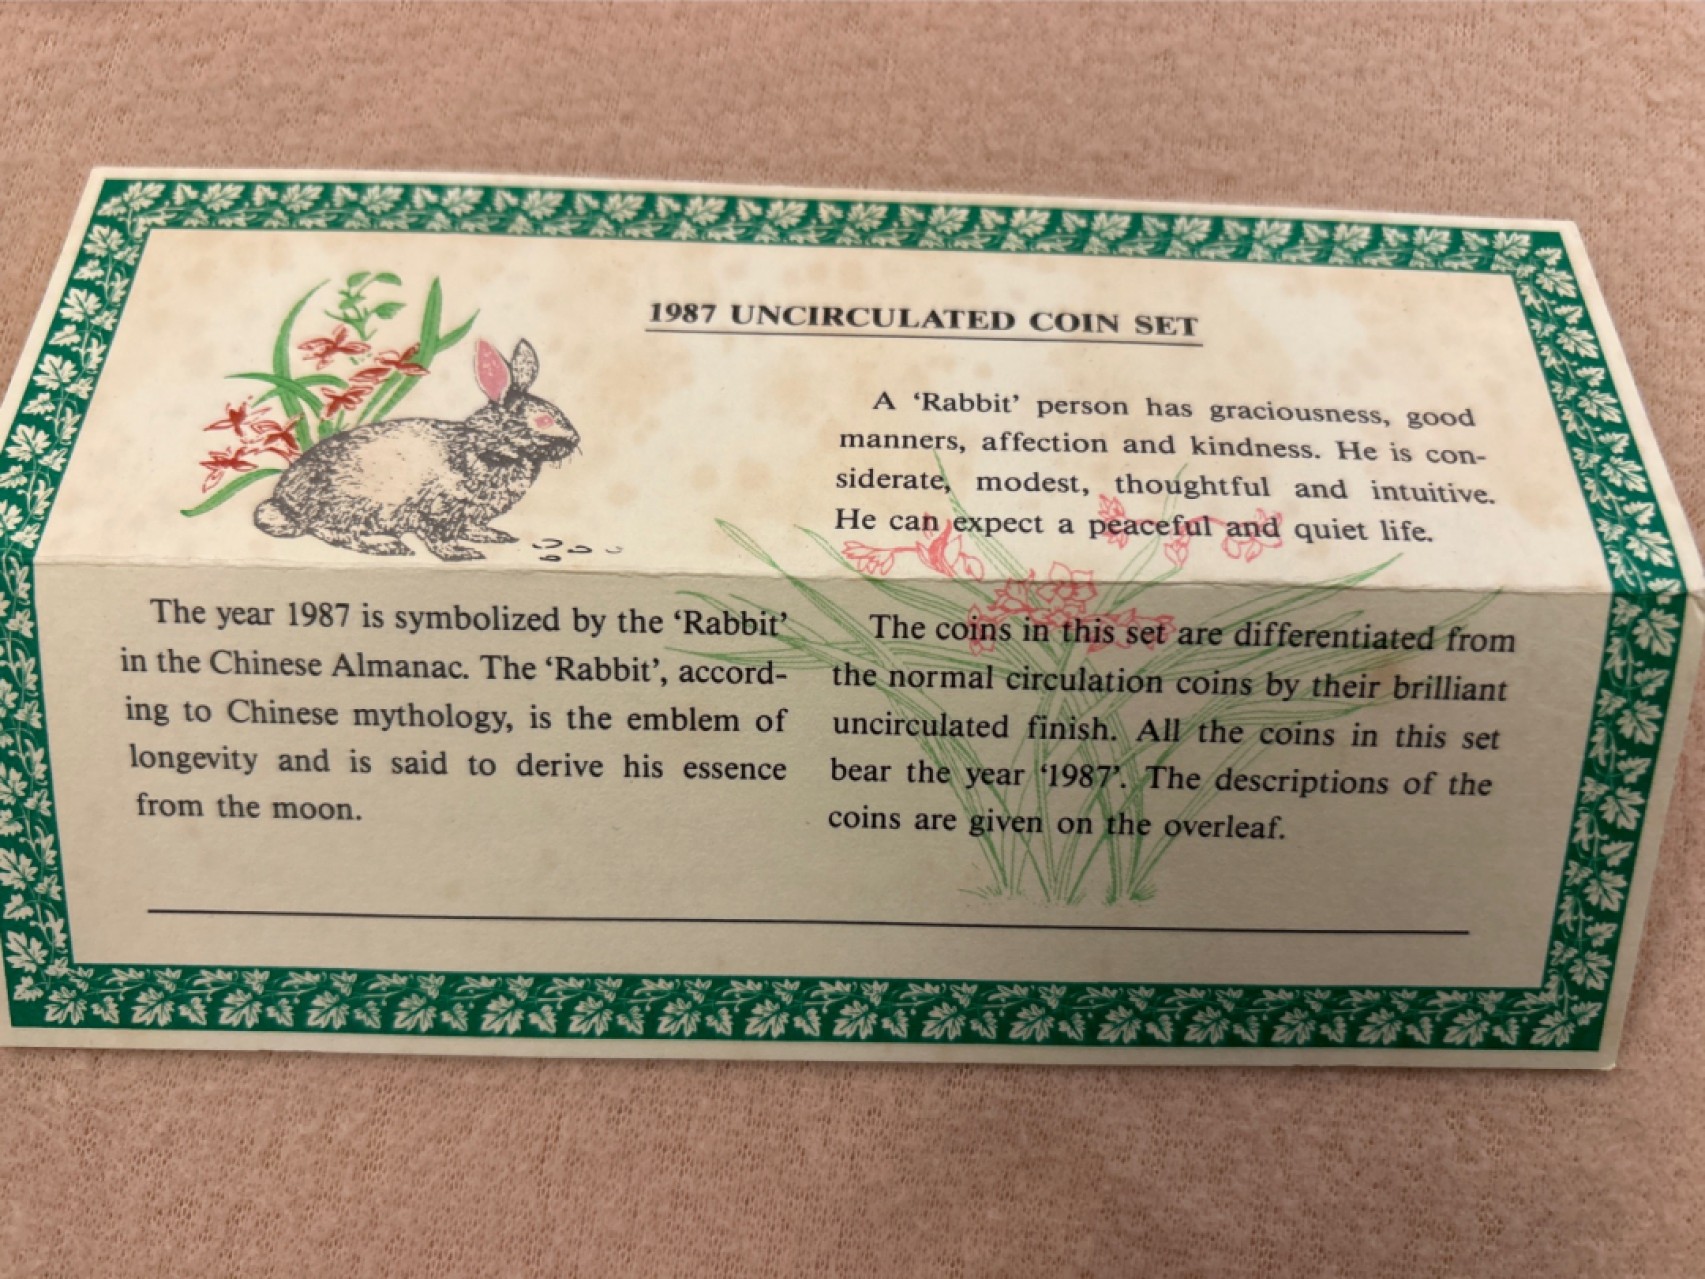 1987 UNCIRCULATED COIN SET
The year 1987 is symbolized by the ‘Rabbit’
in the Chinese Almanac. The ‘Rabbit’, accord-
ing to Chinese mythology, is the emblem of
longevity and is said to derive his essence
from the moon.
A ‘Rabbit’ person has graciousness, good
manners, affection and kindness. He is con-
siderate, modest, thoughtful and intuitive.
He can expect a peaceful and quiet life.
The coins in this set are differentiated from
the normal circulation coins by their brilliant
uncirculated finish. All the coins in this set
bear the year ‘1987’. The descriptions of the
coins are given on the overleaf.